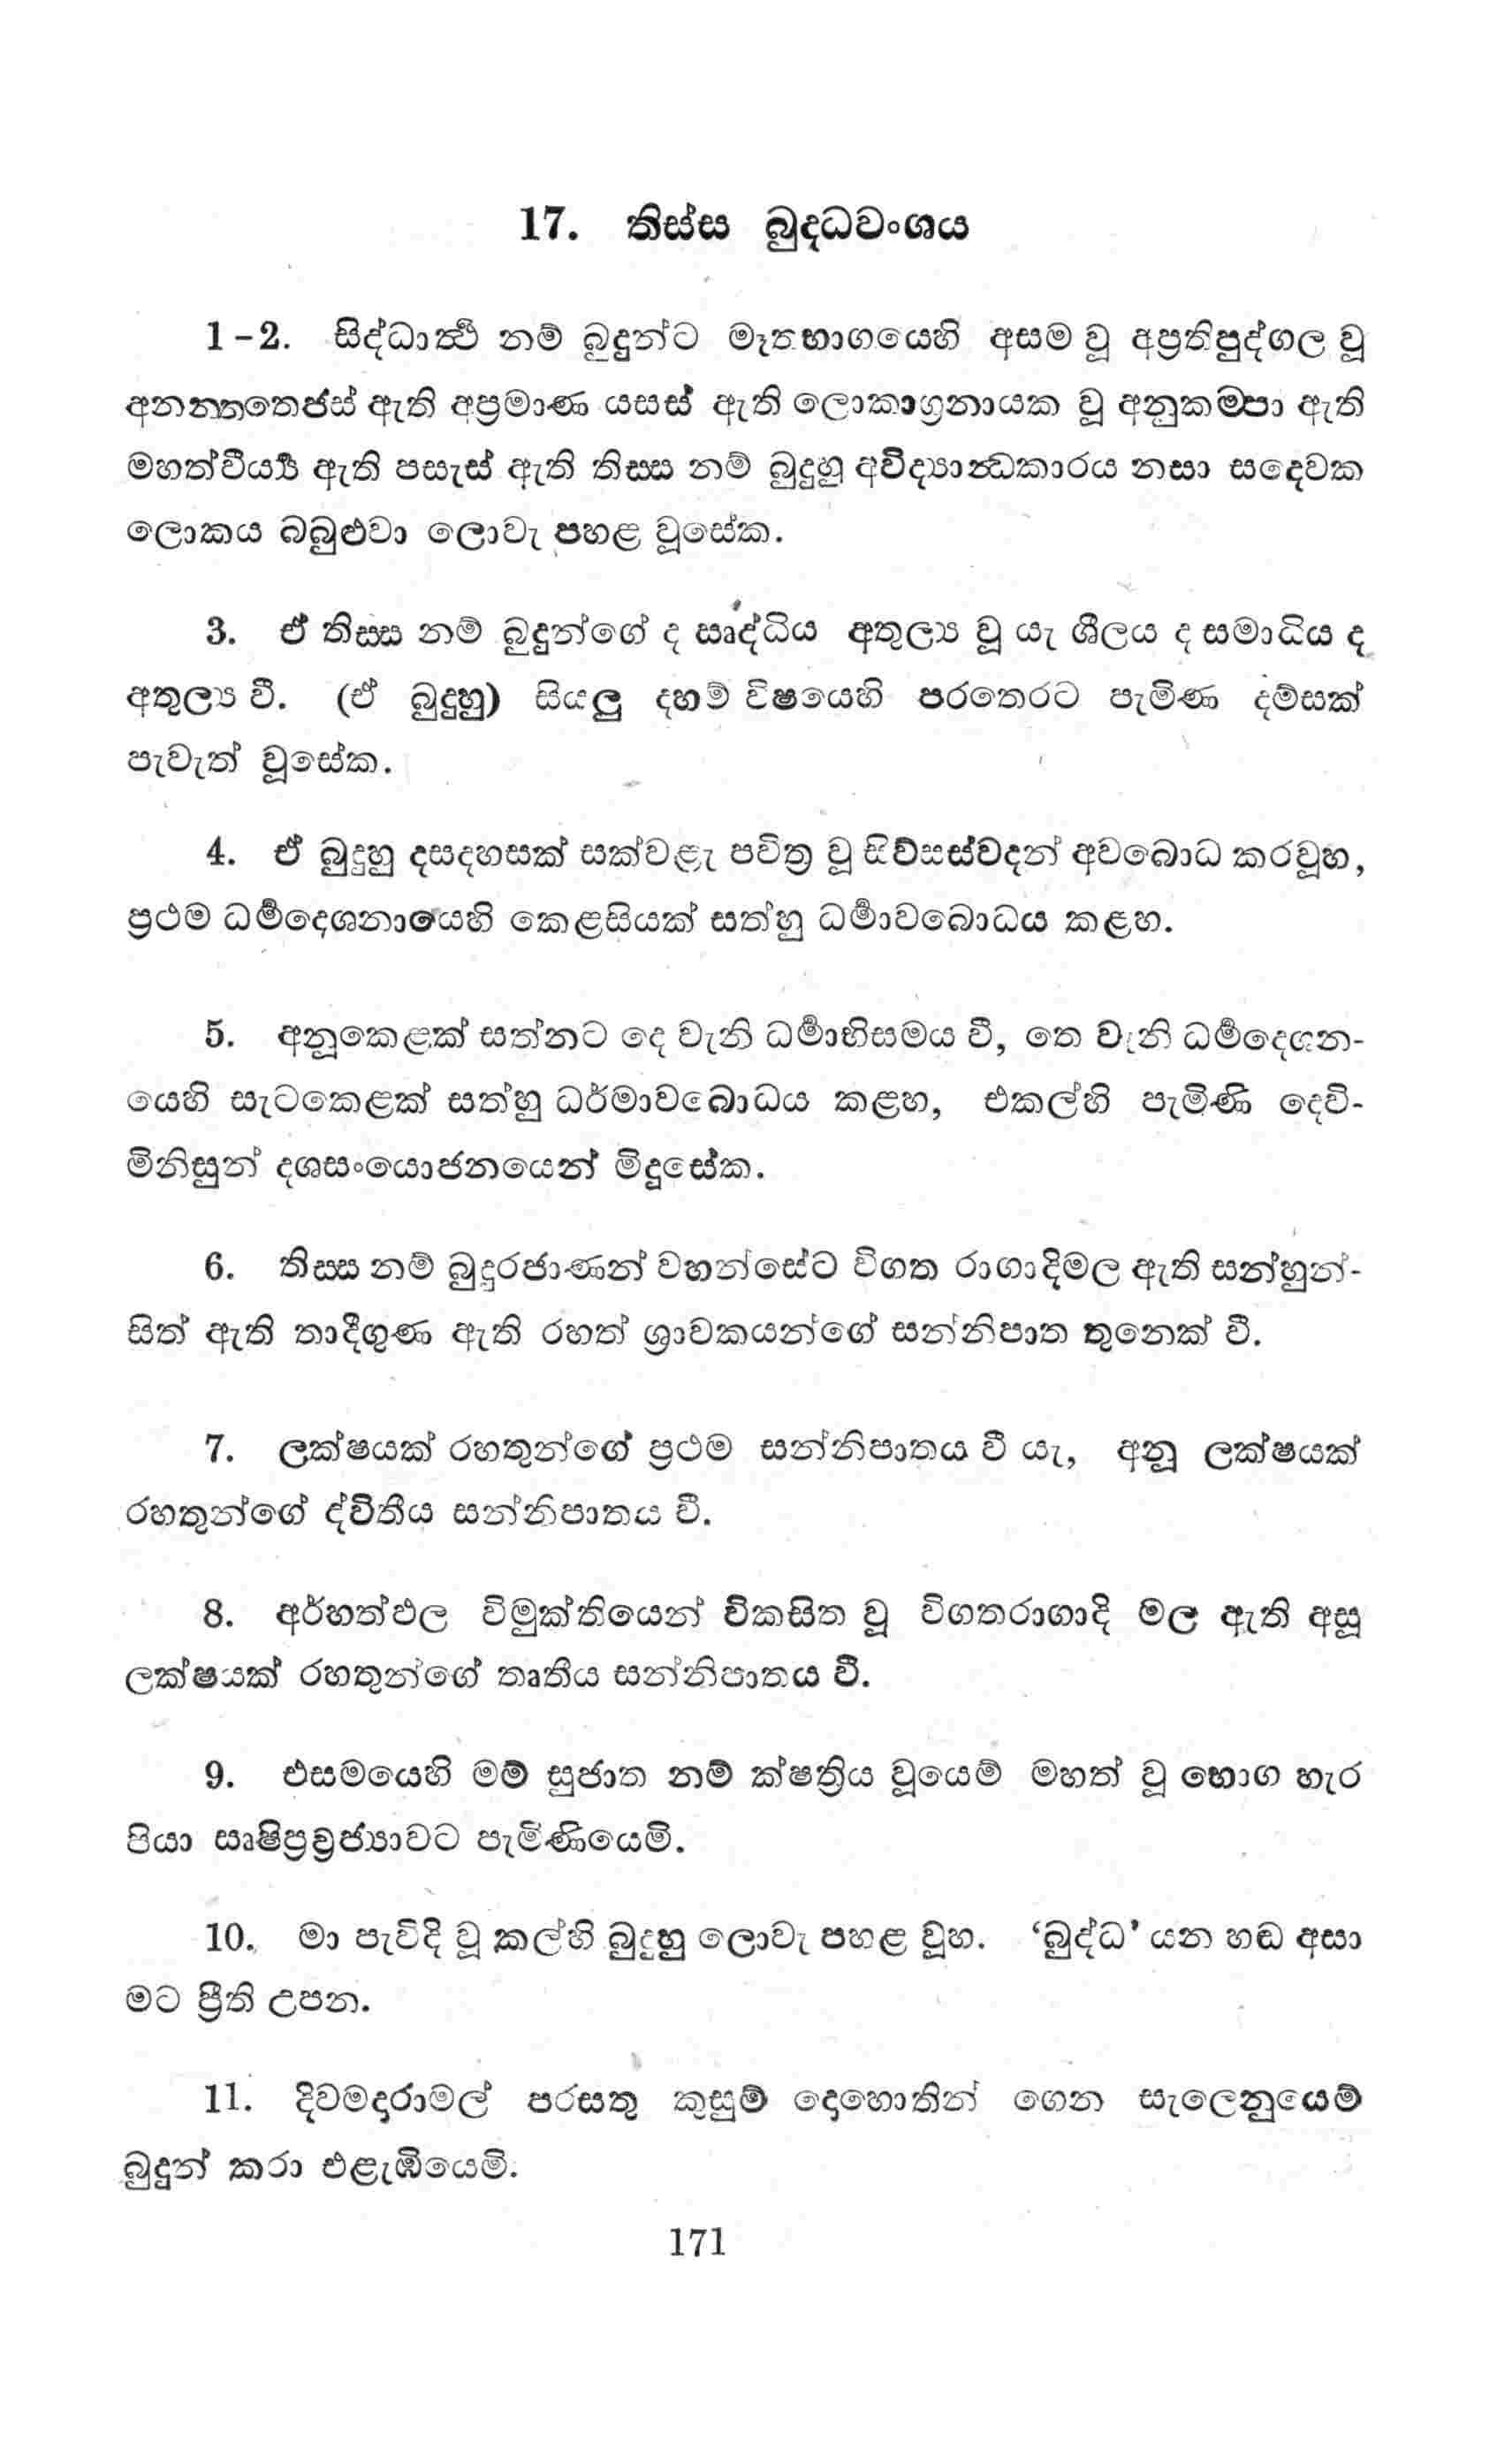 17. තිස්ස බුද්ධවංශය
1-2. සිද්ධාර්‍ත්‍ථ නම් බුදුන්ට මෑතභාගයෙහි අසම වූ අප්‍රතිපුද්ගල වූ
අනන්‍තතෙජස් ඇති අප්‍රමාණ යසස් ඇති ලොකාග්‍රනායක වූ අනුකම්පා ඇති
මහත්වීර්‍ය්‍ය ඇති පසැස් ඇති තිස්ස නම් බුදුහු අවිද්‍යාන්‍ධකාරය නසා සදෙවක
ලොකය බබුළුවා ලොවැ පහළ වූසේක.
3. ඒ තිස්ස නම් බුදුන්ගේ ද සෘද්ධිය අතුල්‍ය වූ යැ ශීලය ද සමාධිය ද
අතුල්‍ය වී. (ඒ බුදුහු) සියලු දහම් විෂයෙහි පරතෙරට පැමිණ දම්සක්
පැවැත් වූසේක.
4. ඒ බුදුහු දසදහසක් සක්වළැ පවිත්‍ර වූ සිව්සස්වදන් අවබොධ කරවූහ,
ප්‍රථම ධර්‍මදෙශනායෙහි කෙළසියක් සත්හු ධර්‍මාවබොධය කළහ.
5. අනූකෙළක් සත්නට දෙ වැනි ධර්‍මාභිසමය වී, තෙ වැනි ධර්‍මදෙශන-
යෙහි සැටකෙළක් සත්හු ධර්මාවබොධය කළහ, එකල්හි පැමිණි දෙව්-
මිනිසුන් දශසංයොජනයෙන් මිදූසේක.
6. තිස්ස නම් බුදුරජාණන් වහන්සේට විගත රාගාදිමල ඇති සන්හුන්-
සිත් ඇති තාදීගුණ ඇති රහත් ශ්‍රාවකයන්ගේ සන්නිපාත තුනෙක් වී.
7. ලක්ෂයක් රහතුන්ගේ ප්‍රථම සන්නිපාතය වී යැ, අනූ ලක්ෂයක්
රහතුන්ගේ ද්විතීය සන්නිපාතය වී.
8. අර්හත්ඵල විමුක්තියෙන් විකසිත වූ විගතරාගාදි මල ඇති අසූ
ලක්ෂයක් රහතුන්ගේ තෘතීය සන්නිපාතය වී.
9. එසමයෙහි මම් සුජාත නම් ක්ෂත්‍රිය වූයෙම් මහත් වූ භොග හැර
පියා සෘෂිප්‍රව්‍රජ්‍යාවට පැමිණියෙමි.
10. මා පැවිදි වූ කල්හි බුදුහු ලොවැ පහළ වූහ. ‘බුද්ධ’ යන හඬ අසා
මට ප්‍රීති උපන.
11. දිවමදාරාමල් පරසතු කුසුම් දොහොතින් ගෙන සැලෙනුයෙම්
බුදුන් කරා එළැඹියෙමි.
171